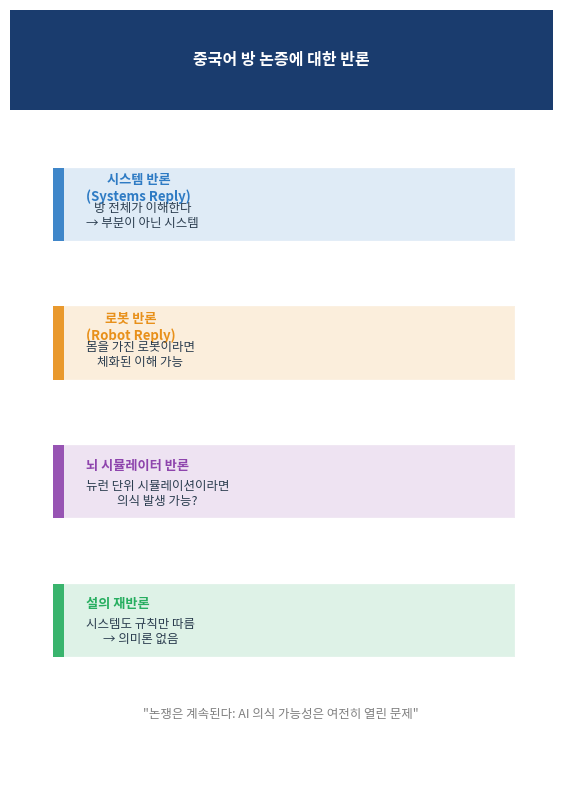 중국어 방 논증에 대한 반론
시스템 반론
(Systems Reply)
방 전체가 이해한다
→ 부분이 아닌 시스템
로봇 반론
(Robot Reply)
몸을 가진 로봇이라면
체화된 이해 가능
뇌 시뮬레이터 반론
뉴런 단위 시뮬레이션이라면
의식 발생 가능?
설의 재반론
시스템도 규칙만 따름
→ 의미론 없음
"논쟁은 계속된다: AI 의식 가능성은 여전히 열린 문제"